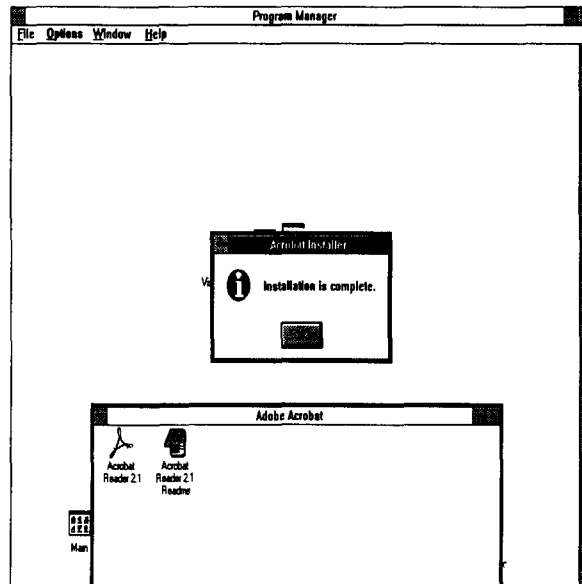 Program Manager
File Options Window Help
Acrobat Installer
Installation is complete.
Adobe Acrobat
Acrobat
Reader 2.1
Acrobat
Reader 2.1
Readme
Main